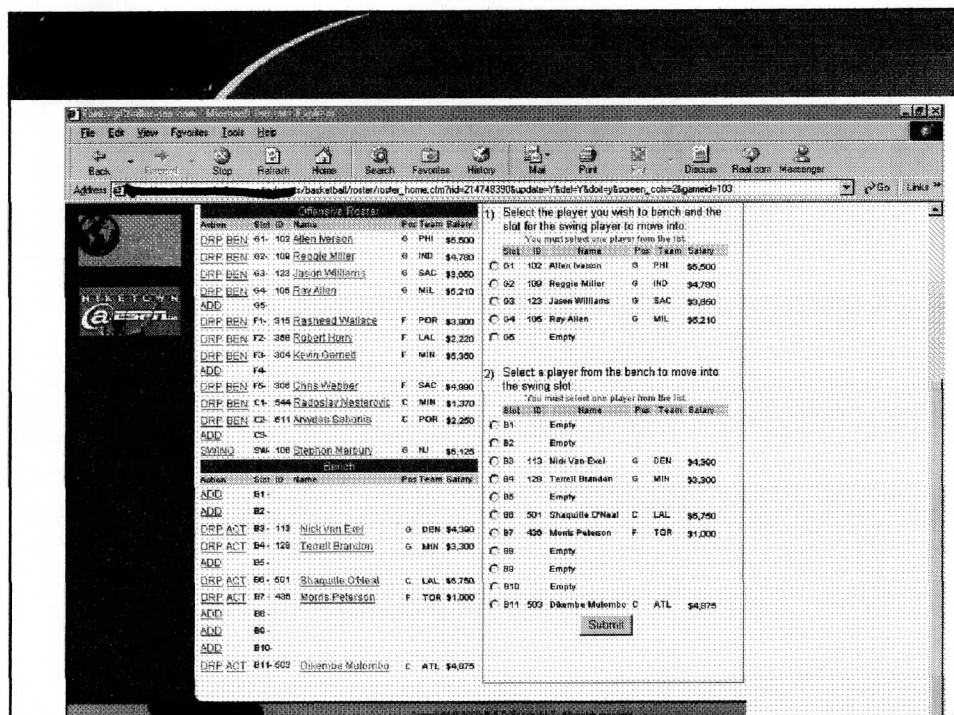 File Edit View Favorites Tools Help
Back Stop Refresh Home Search Favorites History Mail Print Discuss Real.com Messenger
Address s/basketball/roster/roster_home.cfm?nid=214748390&update=Y&del=Y&doit=y&screen_cols=2&gameid=103 Go Links »
NIKETOWN
@ESPN
Offensive Roster
Action Slot ID Name Pos Team Salary
DRP BEN G1- 102 Allen Iverson G PHI $5,500
DRP BEN G2- 109 Reggie Miller G IND $4,780
DRP BEN G3- 123 Jason Williams G SAC $3,850
DRP BEN G4- 105 Ray Allen G MIL $5,210
ADD G5-
DRP BEN F1- 315 Rasheed Wallace F POR $3,900
DRP BEN F2- 358 Robert Horry F LAL $2,220
DRP BEN F3- 304 Kevin Garnett F MIN $5,350
ADD F4-
DRP BEN F5- 306 Chris Webber F SAC $4,990
DRP BEN C1- 544 Radoslav Nesterovic C MIN $1,370
DRP BEN C2- 511 Arvydas Sabonis C POR $2,250
ADD C3-
SWING SW- 106 Stephon Marbury G NJ $5,125
Bench
Action Slot ID Name Pos Team Salary
ADD B1 -
ADD B2 -
DRP ACT B3 - 113 Nick Van Exel G DEN $4,390
DRP ACT B4 - 129 Terrell Brandon G MIN $3,300
ADD B5 -
DRP ACT B6 - 501 Shaquille O'Neal C LAL $5,750
DRP ACT B7 - 436 Morris Peterson F TOR $1,000
ADD B8 -
ADD B9 -
ADD B10-
DRP ACT B11- 503 Dikembe Mutombo C ATL $4,875
1) Select the player you wish to bench and the
slot for the swing player to move into:
You must select one player from the list.
Slot ID Name Pos Team Salary
G1 102 Allen Iverson G PHI $5,500
G2 109 Reggie Miller G IND $4,780
G3 123 Jason Williams G SAC $3,850
G4 105 Ray Allen G MIL $5,210
G5 Empty
2) Select a player from the bench to move into
the swing slot:
You must select one player from the list.
Slot ID Name Pos Team Salary
B1 Empty
B2 Empty
B3 113 Nick Van Exel G DEN $4,390
B4 129 Terrell Brandon G MIN $3,300
B5 Empty
B6 501 Shaquille O'Neal C LAL $5,750
B7 436 Morris Peterson F TOR $1,000
B8 Empty
B9 Empty
B10 Empty
B11 503 Dikembe Mutombo C ATL $4,875
Submit